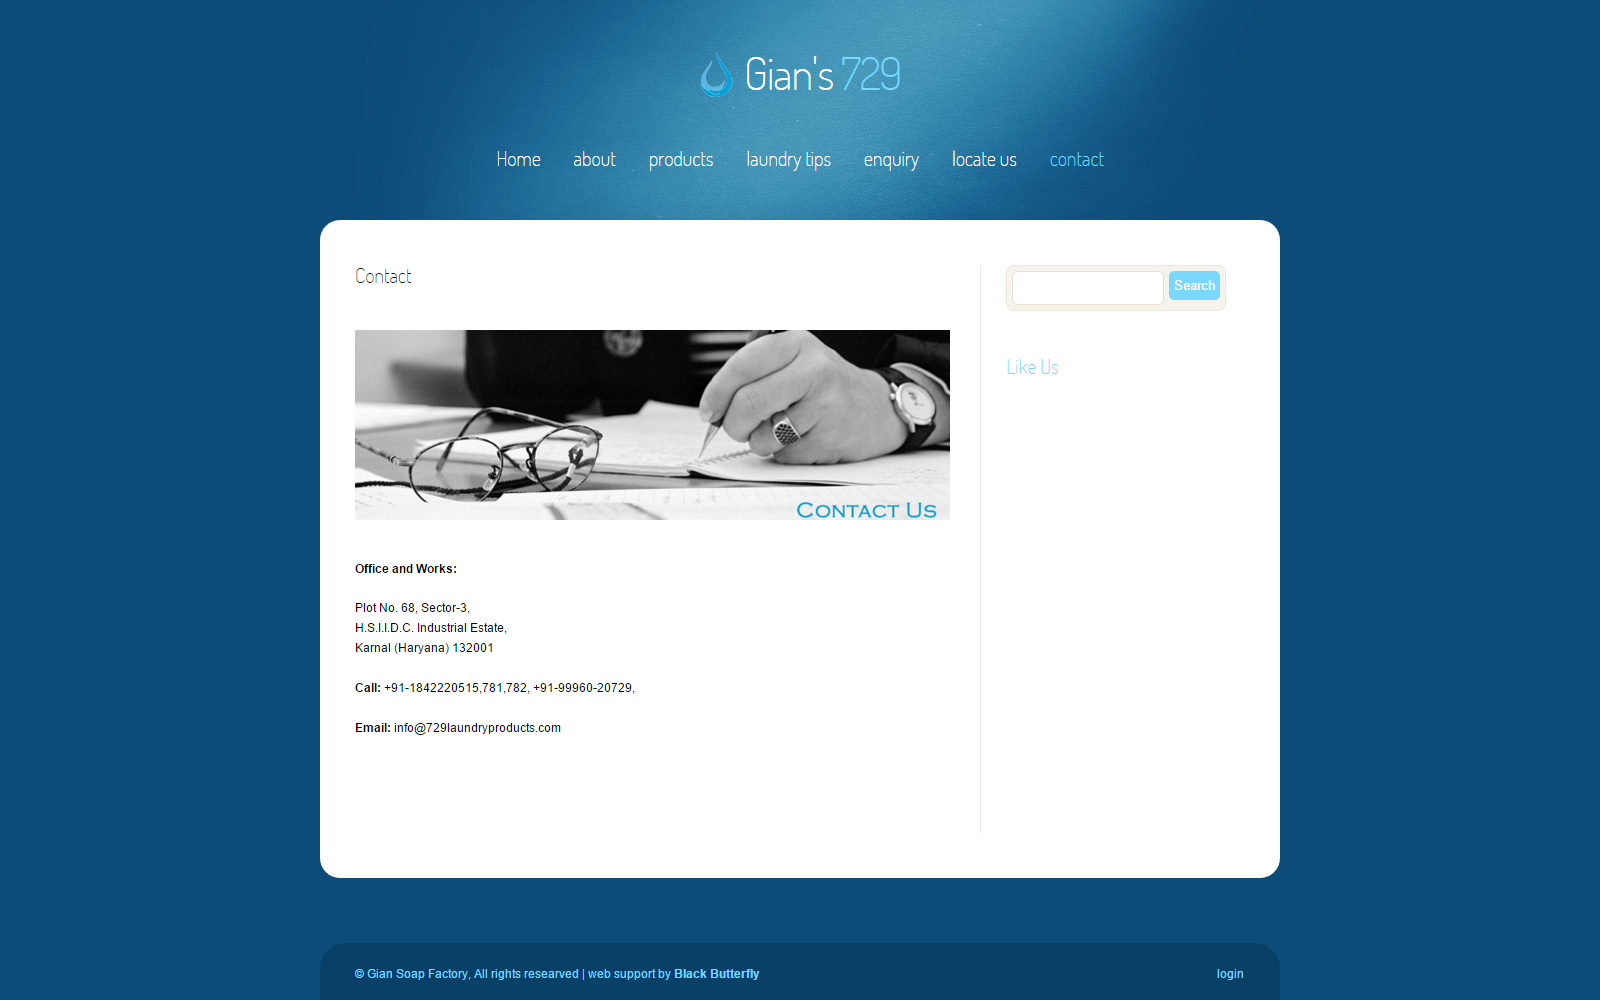 Gian's 729
Home about products laundry tips enquiry locate us contact
Contact
Search
Like Us
Contact Us
Office and Works:
Plot No. 68, Sector-3,
H.S.I.I.D.C. Industrial Estate,
Karnal (Haryana) 132001
Call: +91-1842220515,781,782, +91-99960-20729,
Email: info@729laundryproducts.com
© Gian Soap Factory, All rights researved | web support by Black Butterfly
login